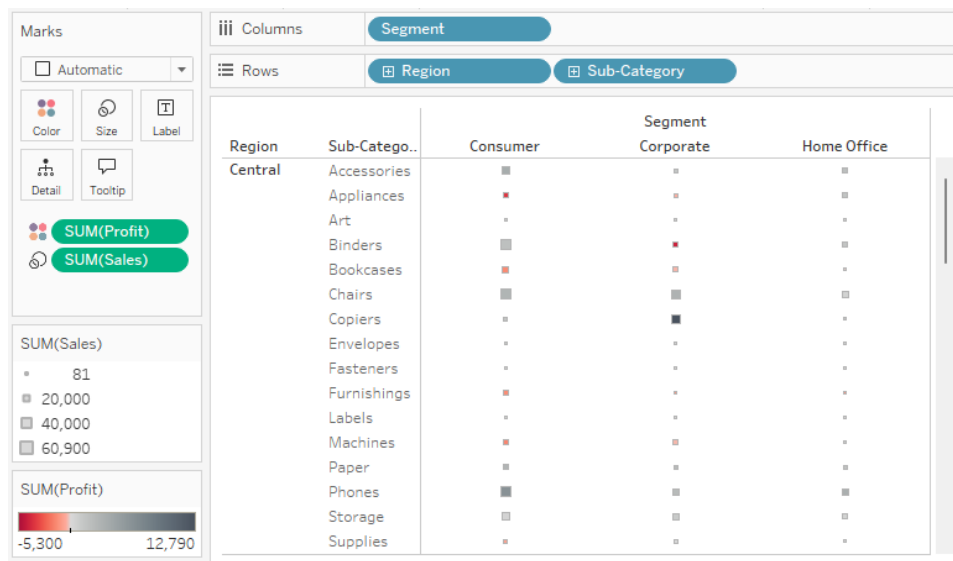 Marks
Automatic
Color
Size
Label
Detail
Tooltip
SUM(Profit)
SUM(Sales)
SUM(Sales)
81
20,000
40,000
60,900
SUM(Profit)
-5,300 12,790
Columns Segment
Rows Region Sub-Category
Segment
Region Sub-Catego.. Consumer Corporate Home Office
Central Accessories
Appliances
Art
Binders
Bookcases
Chairs
Copiers
Envelopes
Fasteners
Furnishings
Labels
Machines
Paper
Phones
Storage
Supplies